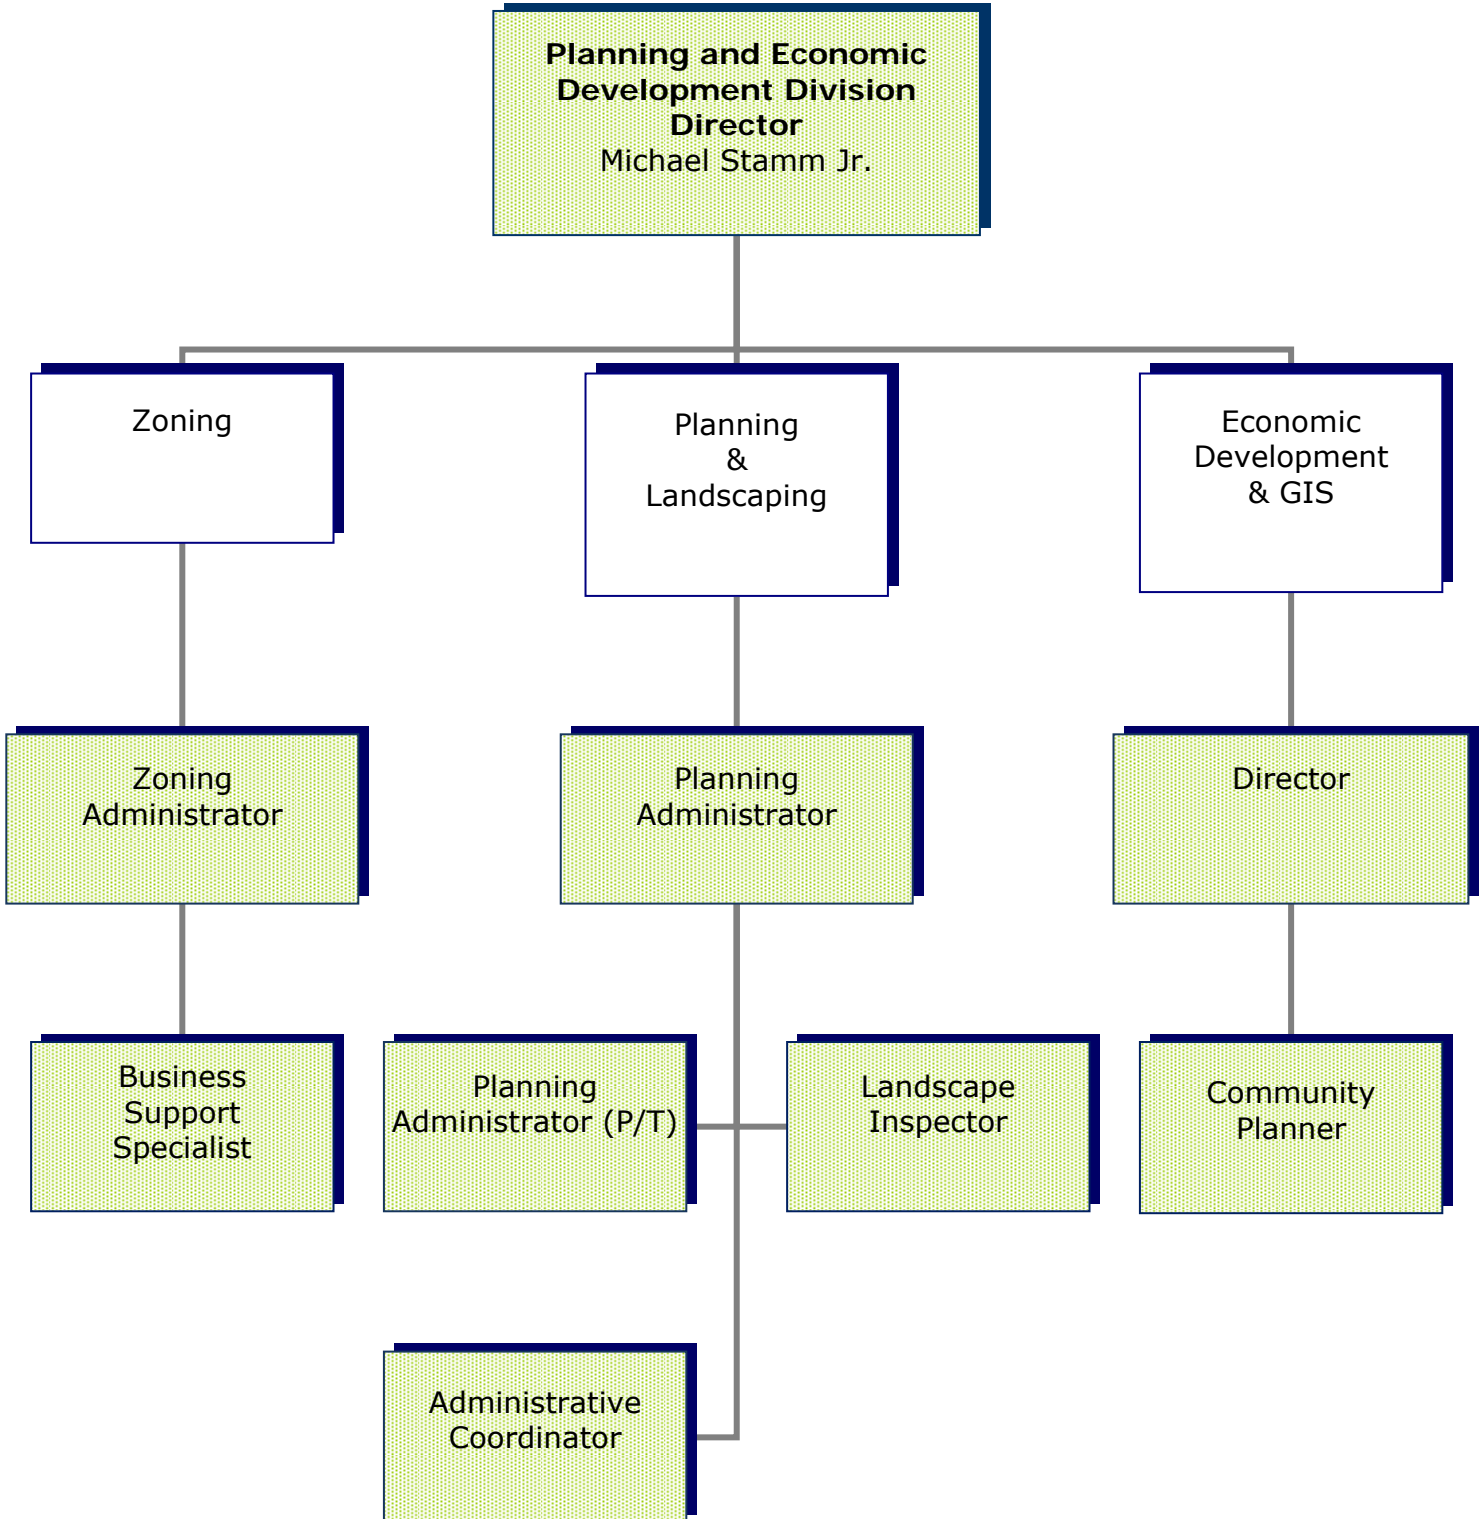 Planning and Economic
Development Division
Director
Michael Stamm Jr.
Zoning
Planning
&
Landscaping
Economic
Development
& GIS
Zoning
Administrator
Planning
Administrator
Director
Business
Support
Specialist
Planning
Administrator (P/T)
Landscape
Inspector
Community
Planner
Administrative
Coordinator